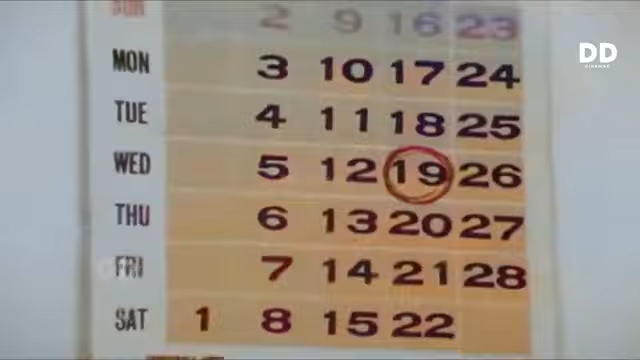 SUN 2 9 16 23
DD
CINEMAS
MON 3 10 17 24
TUE 4 11 18 25
WED 5 12 19 26
THU 6 13 20 27
FRI 7 14 21 28
SAT 1 8 15 22